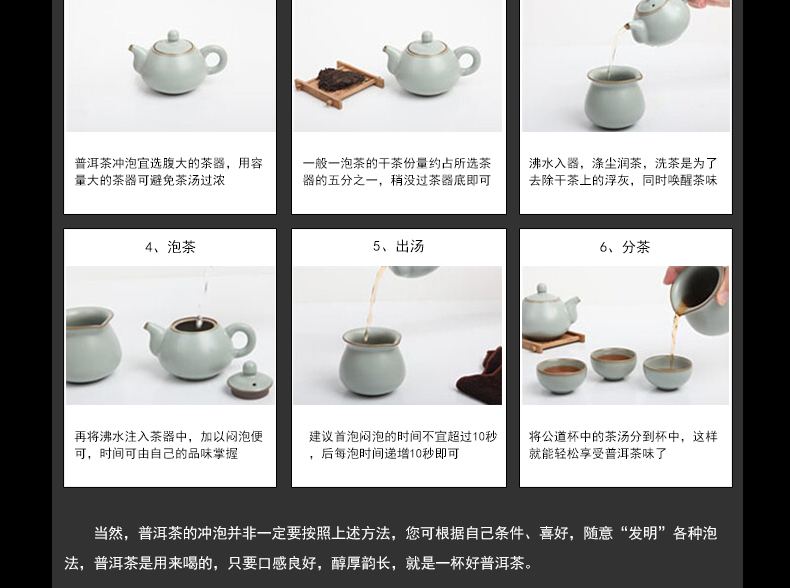 普洱茶冲泡宜选腹大的茶器，用容
量大的茶器可避免茶汤过浓
一般一泡茶的干茶份量约占所选茶
器的五分之一，稍没过茶器底即可
沸水入器，涤尘润茶，洗茶是为了
去除干茶上的浮灰，同时唤醒茶味
4、泡茶
再将沸水注入茶器中，加以闷泡便
可，时间可由自己的品味掌握
5、出汤
建议首泡闷泡的时间不宜超过10秒
，后每泡时间递增10秒即可
6、分茶
将公道杯中的茶汤分到杯中，这样
就能轻松享受普洱茶味了
当然，普洱茶的冲泡并非一定要按照上述方法，您可根据自己条件、喜好，随意“发明”各种泡
法，普洱茶是用来喝的，只要口感良好，醇厚韵长，就是一杯好普洱茶。